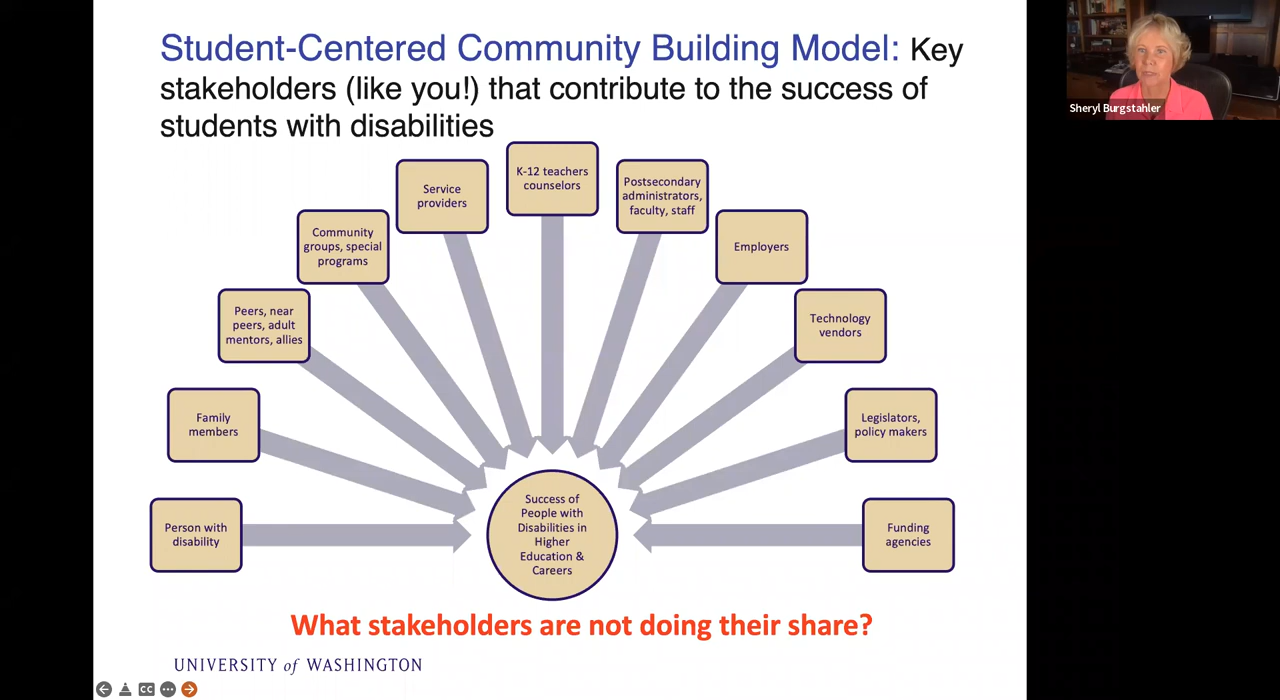 Student-Centered Community Building Model: Key
stakeholders (like you!) that contribute to the success of
students with disabilities
Sheryl Burgstahler
Person with
disability
Family
members
Peers, near
peers, adult
mentors, allies
Community
groups, special
programs
Service
providers
K-12 teachers
counselors
Postsecondary
administrators,
faculty, staff
Employers
Technology
vendors
Legislators,
policy makers
Funding
agencies
Success of
People with
Disabilities in
Higher
Education &
Careers
What stakeholders are not doing their share?
UNIVERSITY of WASHINGTON
CC